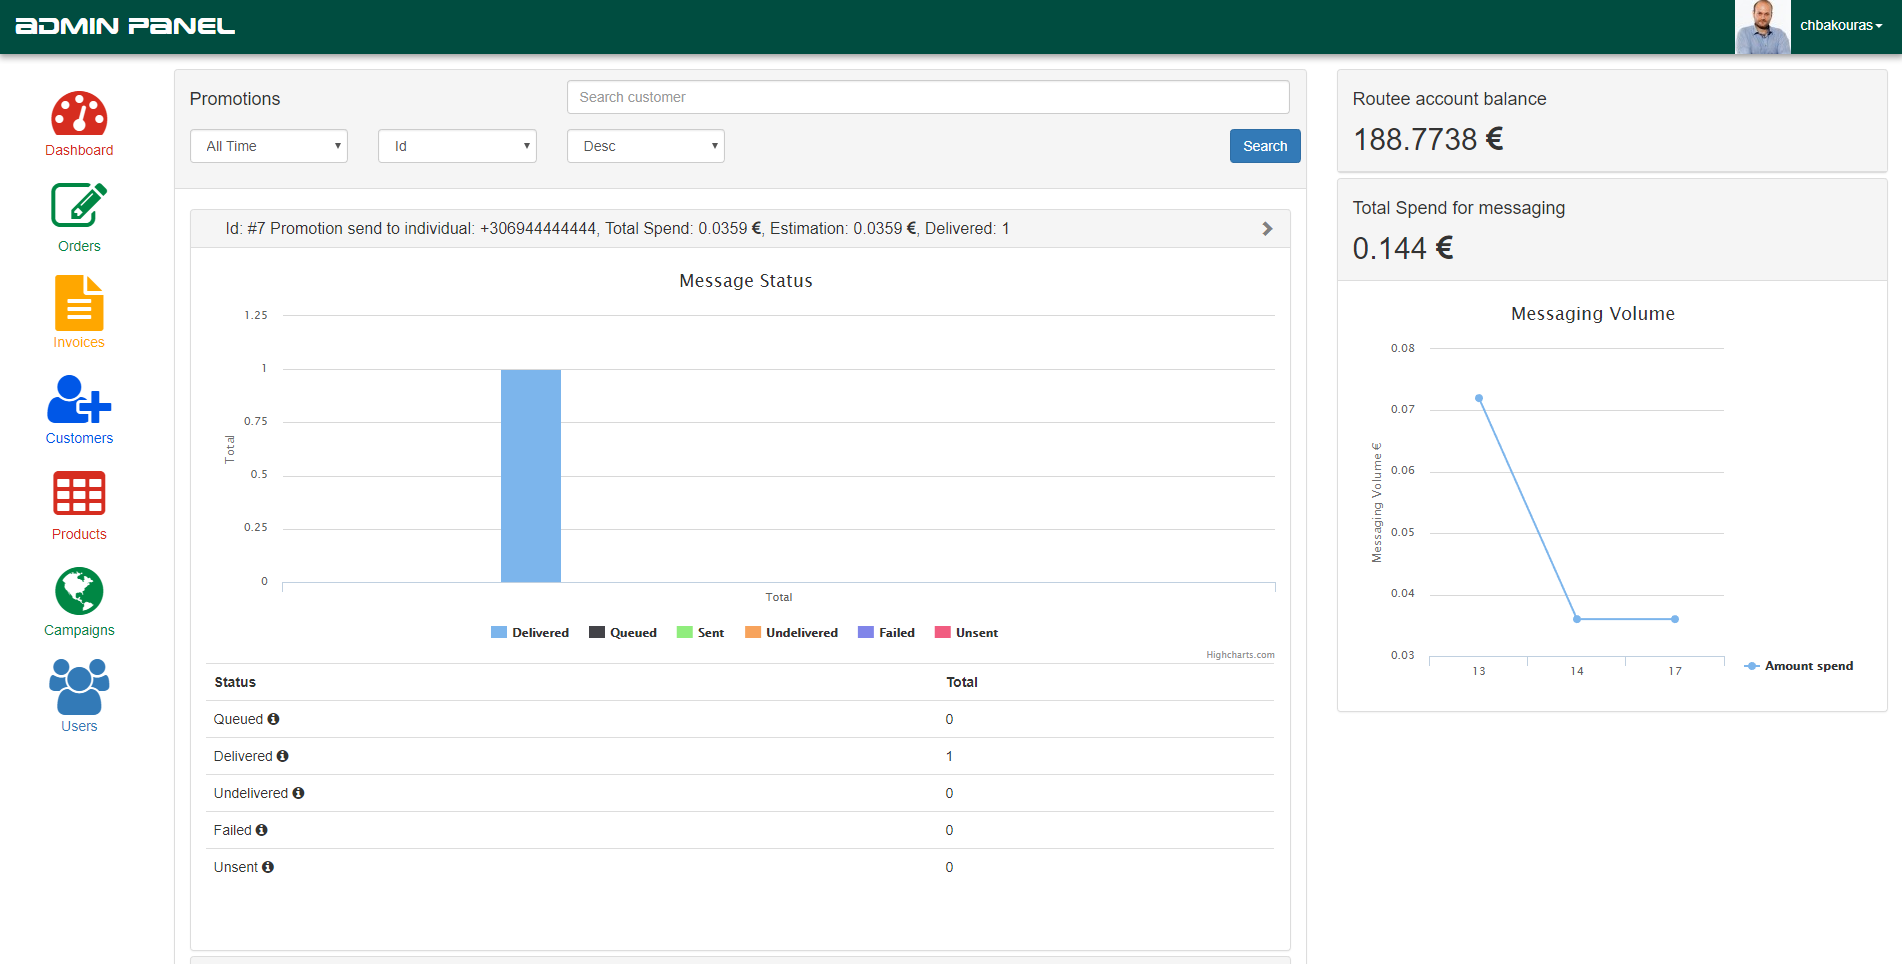 ADMIN PANEL
chbakouras
Dashboard
Orders
Invoices
Customers
Products
Campaigns
Users
Promotions
Search customer
All Time
Id
Desc
Search
Id: #7 Promotion send to individual: +306944444444, Total Spend: 0.0359 €, Estimation: 0.0359 €, Delivered: 1
Message Status
1.25
1
0.75
0.5
0.25
0
Total
Total
Delivered Queued Sent Undelivered Failed Unsent
Highcharts.com
Status Total
Queued 0
Delivered 1
Undelivered 0
Failed 0
Unsent 0
Routee account balance
188.7738 €
Total Spend for messaging
0.144 €
Messaging Volume
0.08
0.07
0.06
0.05
0.04
0.03
Messaging Volume €
13 14 17
Amount spend